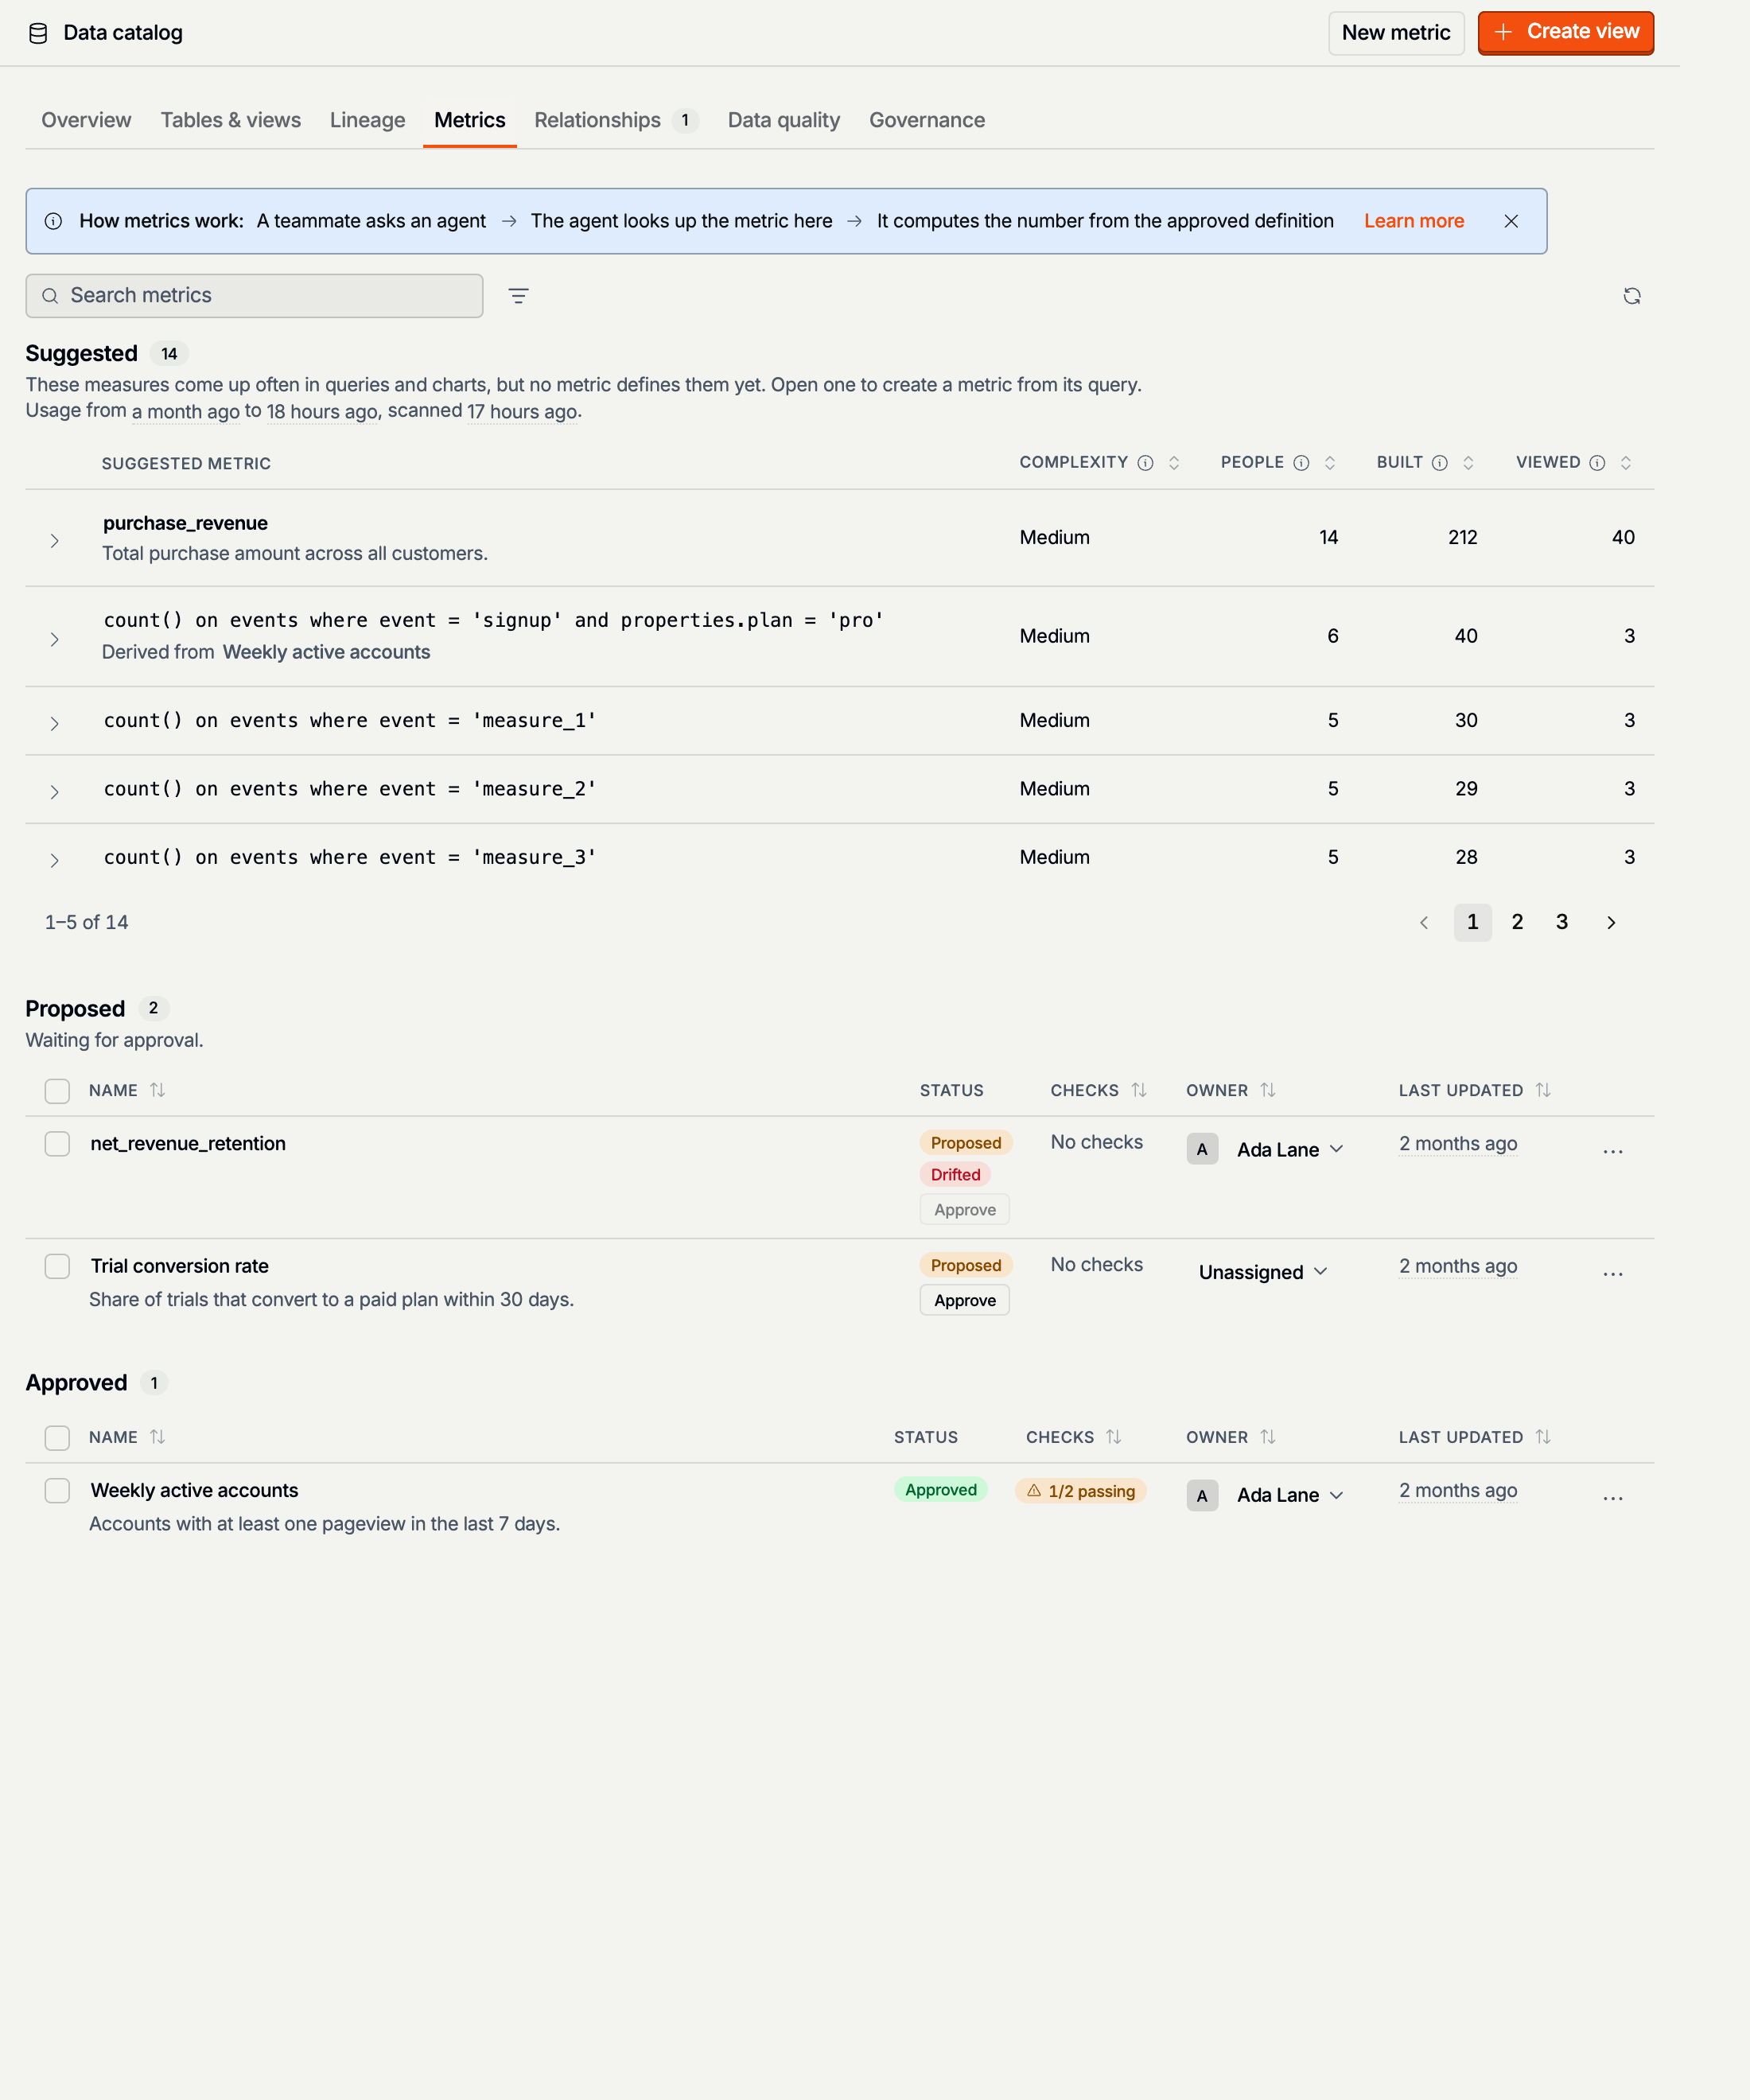 Data catalog
New metric
Create view
Overview
Tables & views
Lineage
Metrics
Relationships 1
Data quality
Governance
How metrics work: A teammate asks an agent → The agent looks up the metric here → It computes the number from the approved definition Learn more
Search metrics
Suggested 14
These measures come up often in queries and charts, but no metric defines them yet. Open one to create a metric from its query.
Usage from a month ago to 18 hours ago, scanned 17 hours ago.
SUGGESTED METRIC COMPLEXITY PEOPLE BUILT VIEWED
purchase_revenue
Total purchase amount across all customers.
Medium 14 212 40
count() on events where event = 'signup' and properties.plan = 'pro'
Derived from Weekly active accounts
Medium 6 40 3
count() on events where event = 'measure_1' Medium 5 30 3
count() on events where event = 'measure_2' Medium 5 29 3
count() on events where event = 'measure_3' Medium 5 28 3
1–5 of 14
1 2 3
Proposed 2
Waiting for approval.
NAME STATUS CHECKS OWNER LAST UPDATED
net_revenue_retention Proposed No checks A Ada Lane 2 months ago
Drifted
Approve
Trial conversion rate Proposed No checks Unassigned 2 months ago
Share of trials that convert to a paid plan within 30 days.
Approve
Approved 1
NAME STATUS CHECKS OWNER LAST UPDATED
Weekly active accounts Approved 1/2 passing A Ada Lane 2 months ago
Accounts with at least one pageview in the last 7 days.